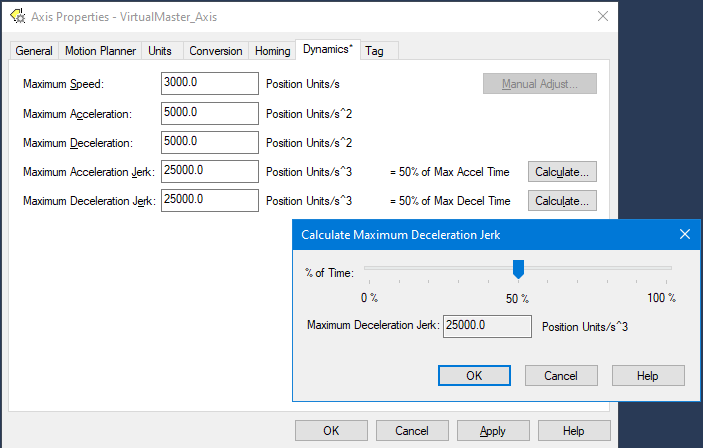 Axis Properties - VirtualMaster_Axis
General Motion Planner Units Conversion Homing Dynamics* Tag
Maximum Speed: 3000.0 Position Units/s Manual Adjust...
Maximum Acceleration: 5000.0 Position Units/s^2
Maximum Deceleration: 5000.0 Position Units/s^2
Maximum Acceleration Jerk: 25000.0 Position Units/s^3 = 50% of Max Accel Time Calculate...
Maximum Deceleration Jerk: 25000.0 Position Units/s^3 = 50% of Max Decel Time Calculate...
Calculate Maximum Deceleration Jerk
% of Time:
0 % 50 % 100 %
Maximum Deceleration Jerk: 25000.0 Position Units/s^3
OK Cancel Help
OK Cancel Apply Help